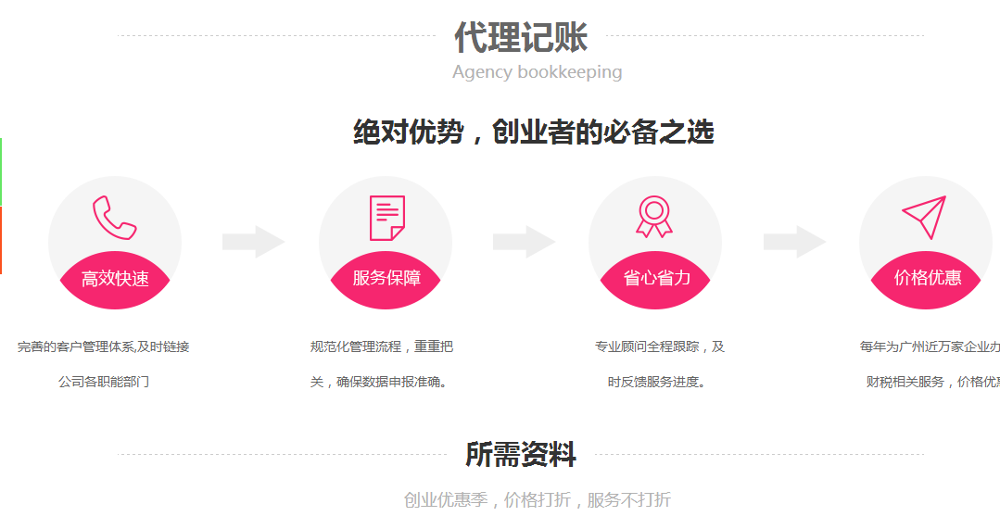 代理记账
Agency bookkeeping
绝对优势，创业者的必备之选
高效快速
服务保障
省心省力
价格优惠
完善的客户管理体系,及时链接
公司各职能部门
规范化管理流程，重重把
关，确保数据申报准确。
专业顾问全程跟踪，及
时反馈服务进度。
每年为广州近万家企业办
财税相关服务，价格优
所需资料
创业优惠季，价格打折，服务不打折